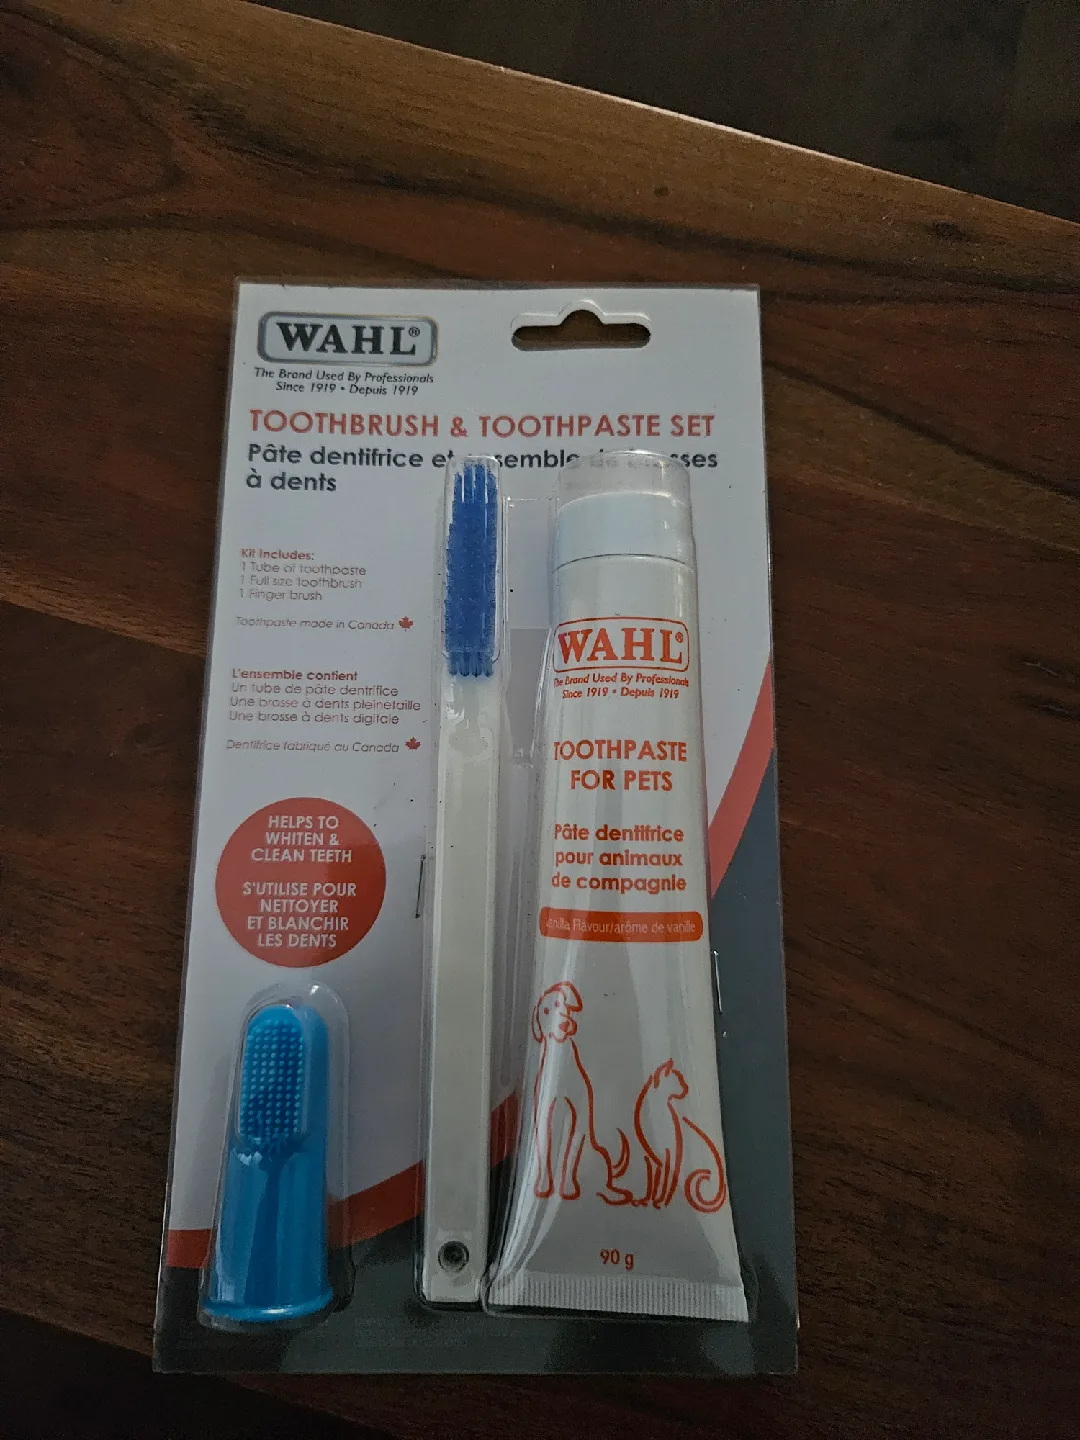 WAHL®
The Brand Used By Professionals
Since 1919 • Depuis 1919
TOOTHBRUSH & TOOTHPASTE SET
Pâte dentifrice et ensemble de brosses
à dents
Kit Includes:
1 Tube of toothpaste
1 Full size toothbrush
1 Finger brush
Toothpaste made in Canada
L'ensemble contient
Un tube de pâte dentifrice
Une brosse à dents pleinetaille
Une brosse à dents digitale
Dentifrice fabriqué au Canada
HELPS TO
WHITEN &
CLEAN TEETH
S'UTILISE POUR
NETTOYER
ET BLANCHIR
LES DENTS
WAHL®
The Brand Used By Professionals
Since 1919 • Depuis 1919
TOOTHPASTE
FOR PETS
Pâte dentifrice
pour animaux
de compagnie
Vanilla Flavour/arôme de vanille
90 g